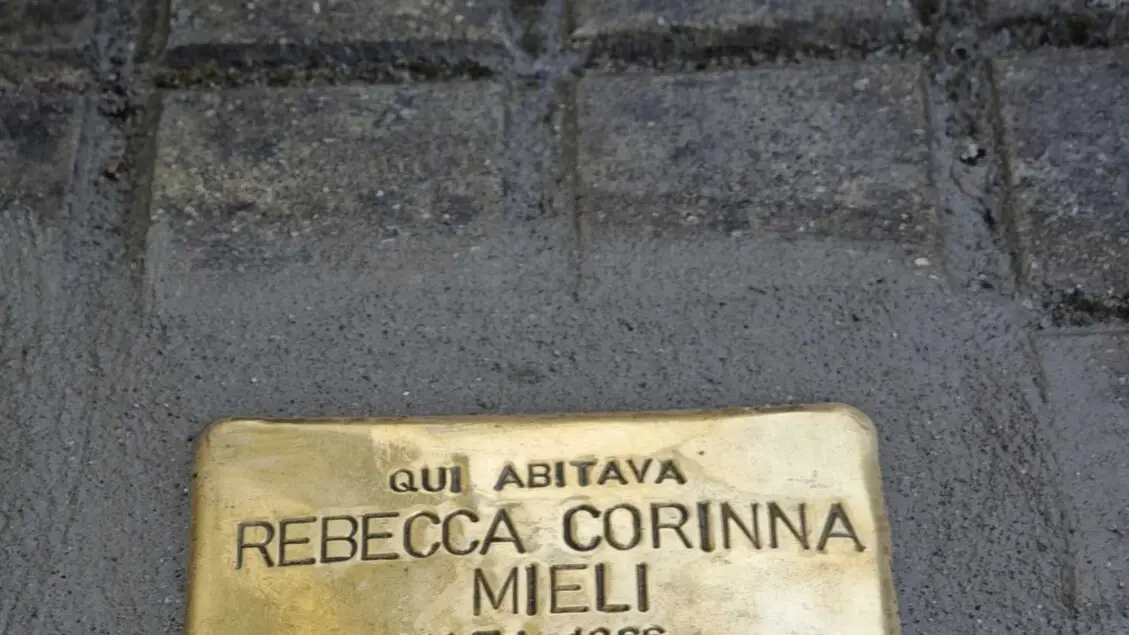 QUI ABITAVA
REBECCA CORINNA
MIELI